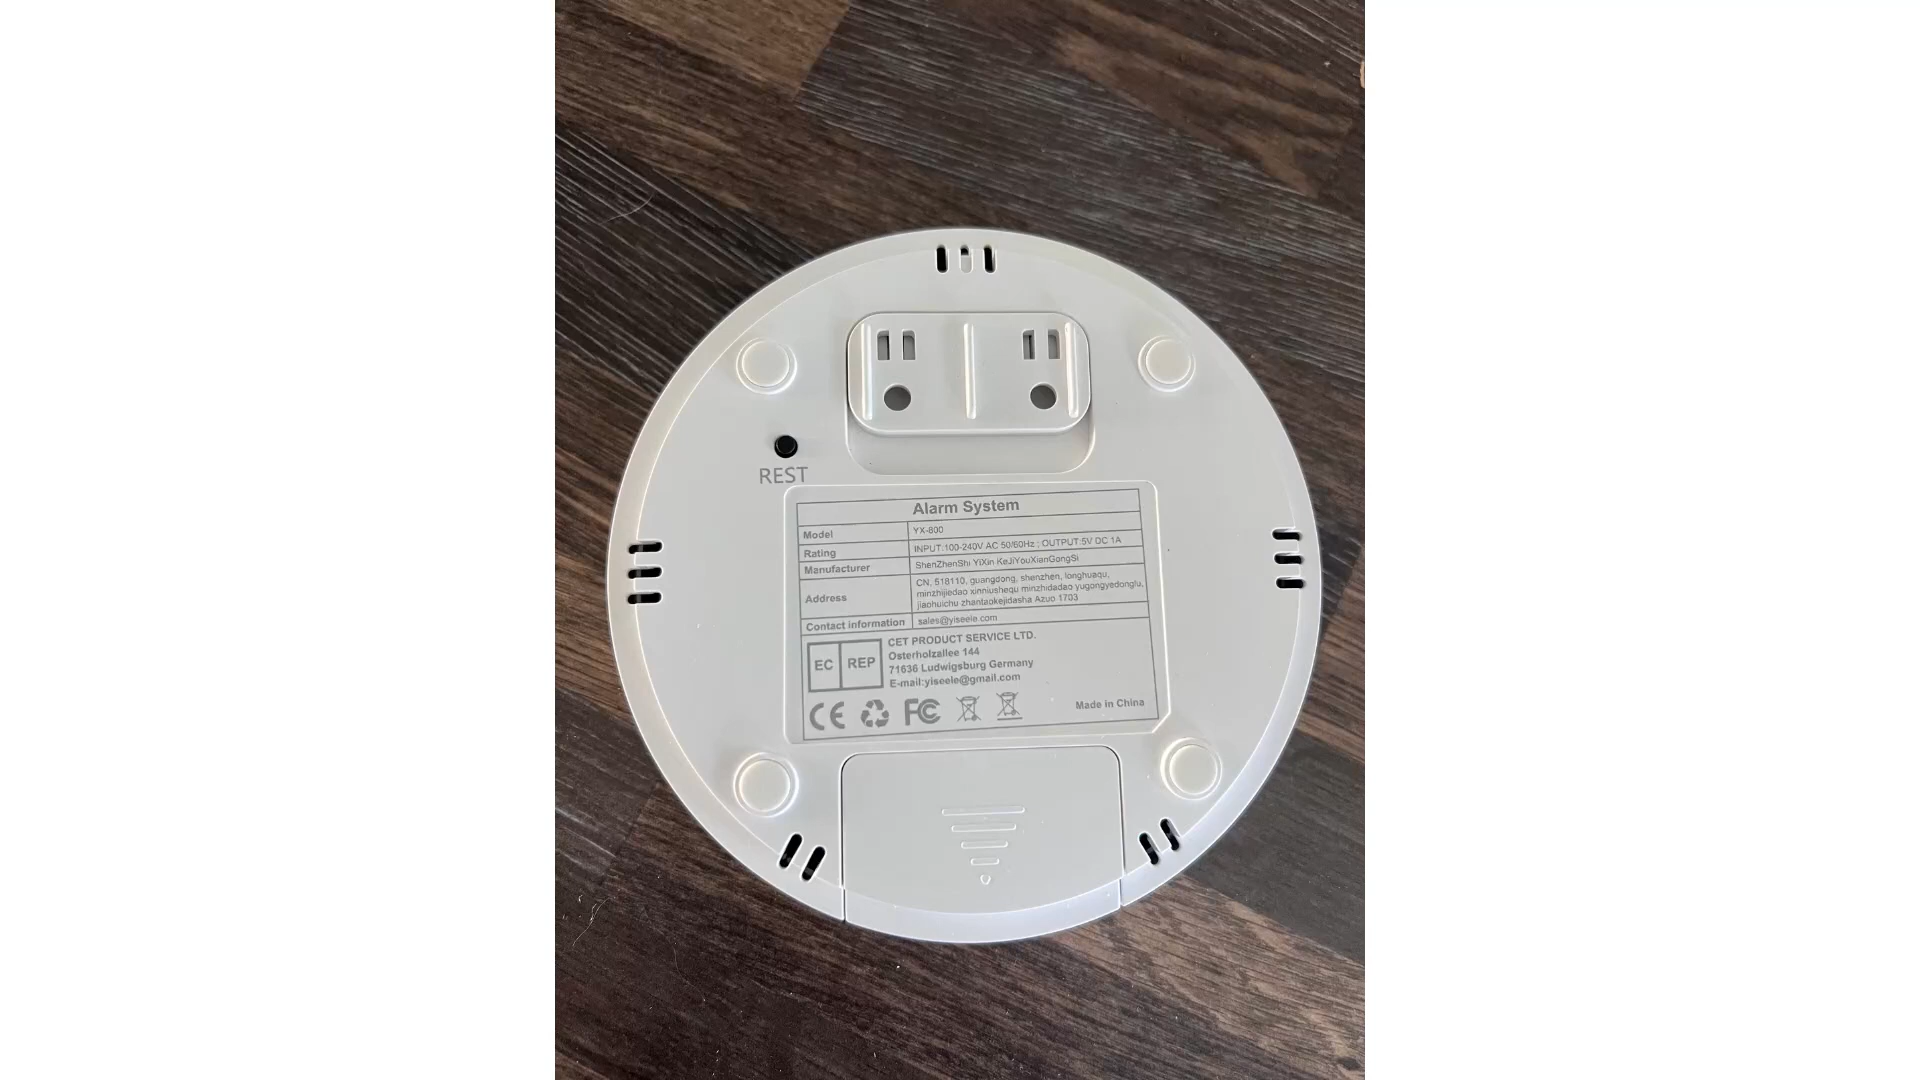 REST
Alarm System
Model YX-800
Rating INPUT:100-240V AC 50/60Hz ; OUTPUT:5V DC 1A
Manufacturer ShenZhenShi YiXin KeJiYouXianGongSi
Address CN, 518110, guangdong, shenzhen, longhuaqu,
minzhijiedao xinniushequ minzhidadao yugongyedonglu,
jiaohuichu zhantaokejidasha Azuo 1703
Contact information sales@yiseele.com
EC REP
CET PRODUCT SERVICE LTD.
Osterholzallee 144
71636 Ludwigsburg Germany
E-mail:yiseele@gmail.com
CE FC Made in China